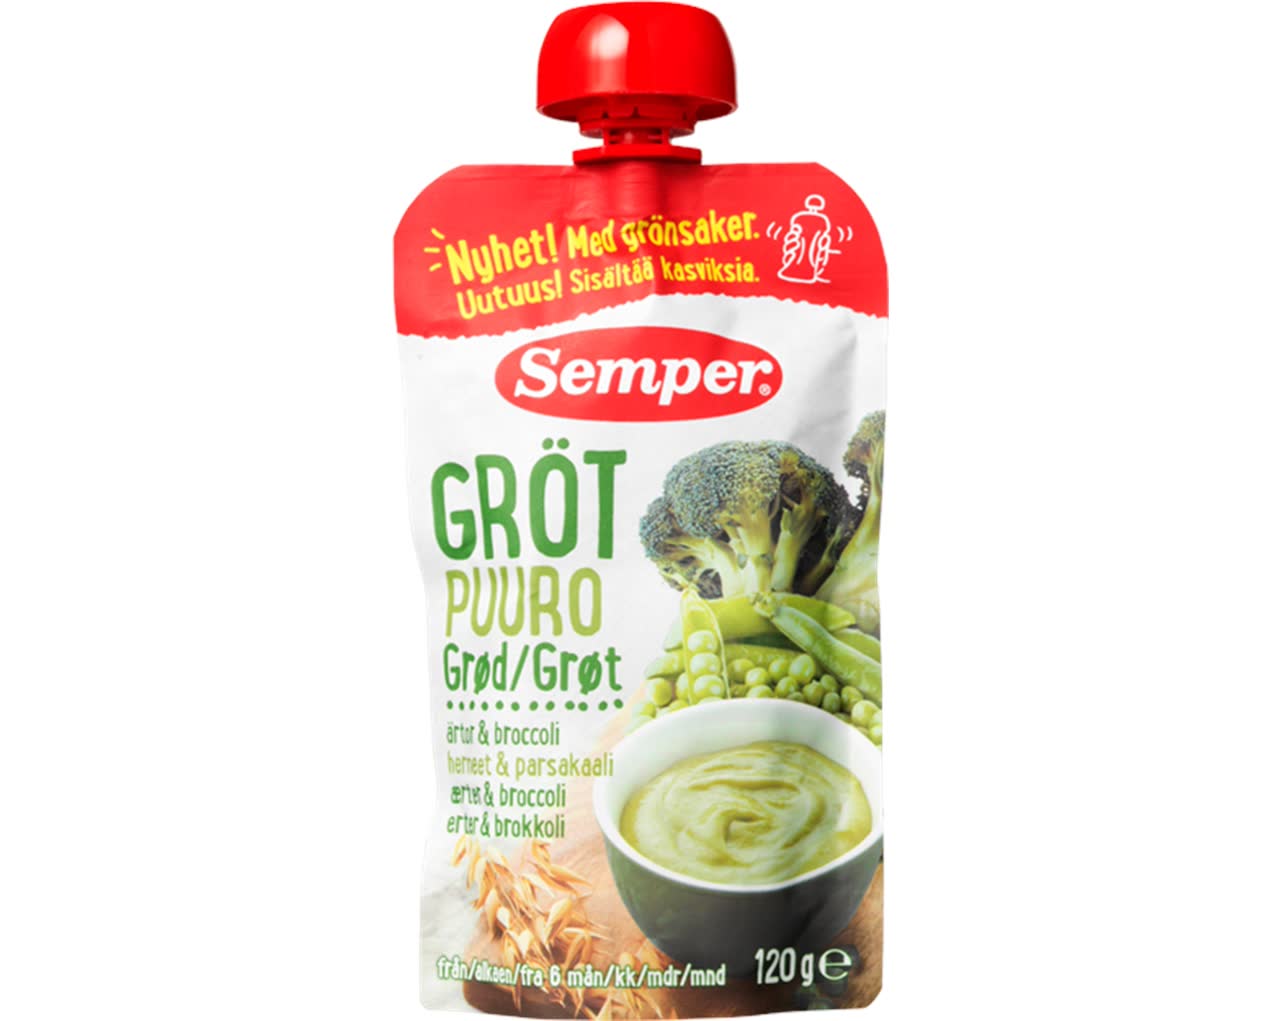 Nyhet! Med grönsaker.
Uutuus! Sisältää kasviksia.
Semper®
GRÖT
PUURO
Grød/Grøt
ärtor & broccoli
herneet & parsakaali
ærter & broccoli
erter & brokkoli
från/alkaen/fra 6 mån/kk/mdr/mnd
120 g ℮